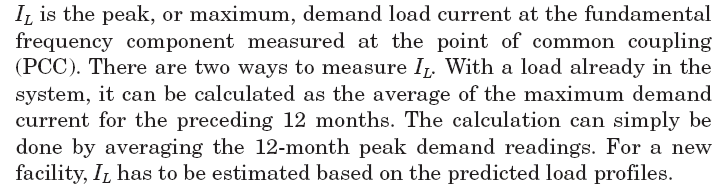 I_L is the peak, or maximum, demand load current at the fundamental
frequency component measured at the point of common coupling
(PCC). There are two ways to measure I_L. With a load already in the
system, it can be calculated as the average of the maximum demand
current for the preceding 12 months. The calculation can simply be
done by averaging the 12-month peak demand readings. For a new
facility, I_L has to be estimated based on the predicted load profiles.